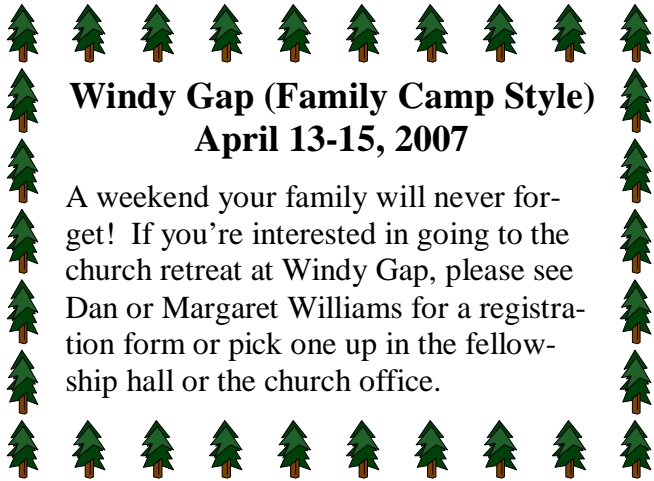 Windy Gap (Family Camp Style)
April 13-15, 2007
A weekend your family will never for-
get!  If you’re interested in going to the
church retreat at Windy Gap, please see
Dan or Margaret Williams for a registra-
tion form or pick one up in the fellow-
ship hall or the church office.